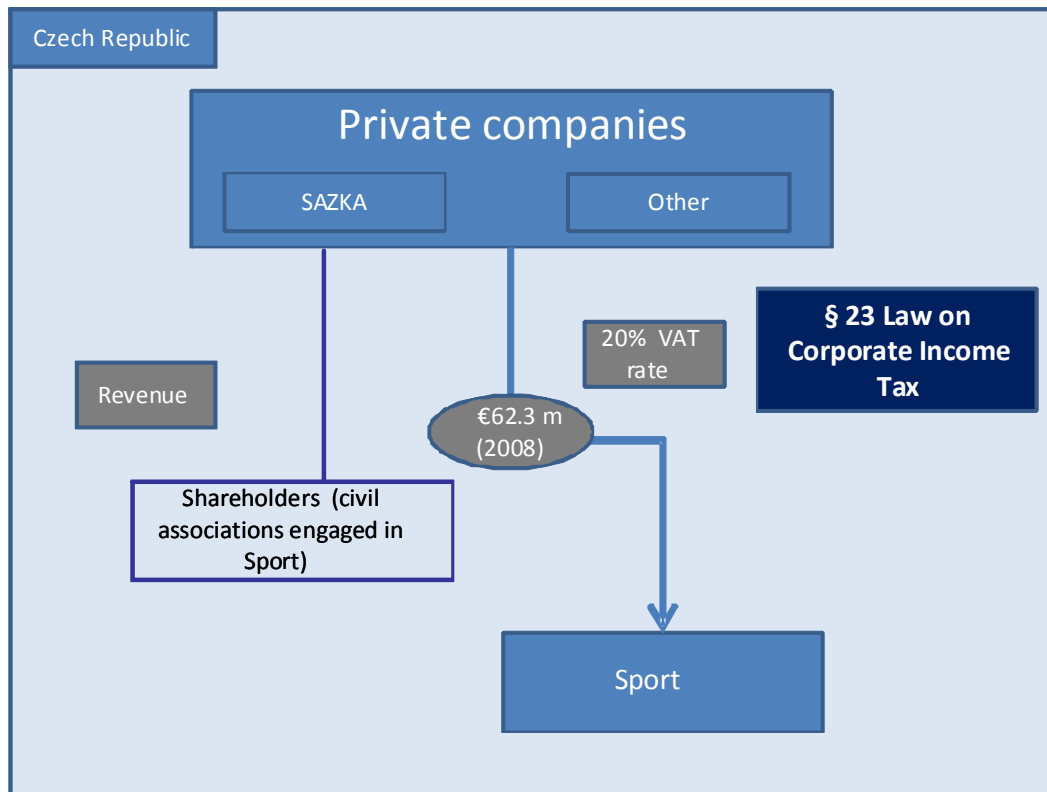 Czech Republic
Private companies
SAZKA
Other
§ 23 Law on
Corporate Income
Tax
20% VAT
rate
Revenue
€62.3 m
(2008)
Shareholders (civil
associations engaged in
Sport)
Sport